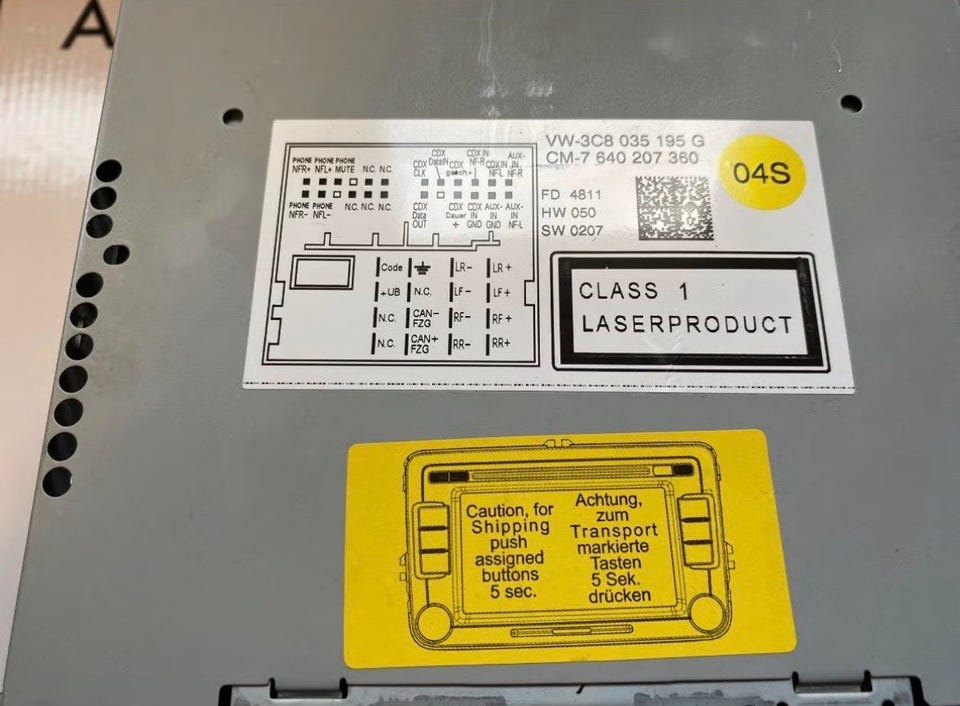 A
VW-3C8 035 195 G
CM-7 640 207 360
04S
FD 4811
HW 050
SW 0207
PHONE PHONE PHONE
NFR+ NFL+ MUTE N.C. N.C.
PHONE PHONE
NFR- NFL- N.C. N.C. N.C.
CDX CLK
CDX DataIN
CDX gesch.+
CDX IN NF-R
CDX IN NF-L
AUX-IN NF-R
CDX Data OUT
CDX Dauer +
CDX IN GND
AUX-IN GND
AUX-IN NF-L
Code LR- LR+
+UB N.C. LF- LF+
N.C. CAN- FZG RF- RF+
N.C. CAN+ FZG RR- RR+
CLASS 1
LASERPRODUCT
Caution, for
Shipping
push
assigned
buttons
5 sec.
Achtung,
zum
Transport
markierte
Tasten
5 Sek.
drücken